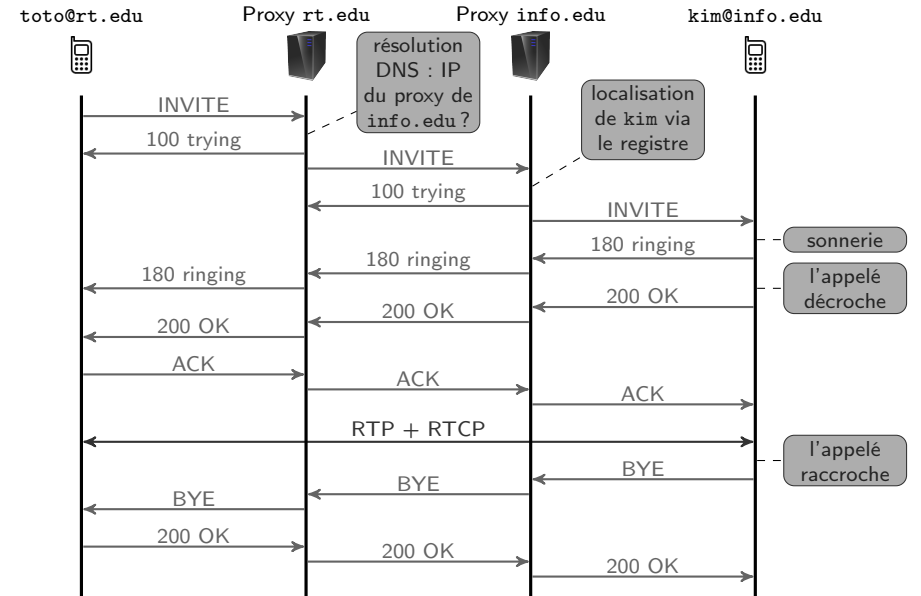 toto@rt.edu
Proxy rt.edu
Proxy info.edu
kim@info.edu
résolution
DNS : IP
du proxy de
info.edu ?
localisation
de kim via
le registre
INVITE
100 trying
INVITE
100 trying
INVITE
sonnerie
180 ringing
180 ringing
180 ringing
l'appelé
décroche
200 OK
200 OK
200 OK
ACK
ACK
ACK
RTP + RTCP
l'appelé
raccroche
BYE
BYE
BYE
200 OK
200 OK
200 OK